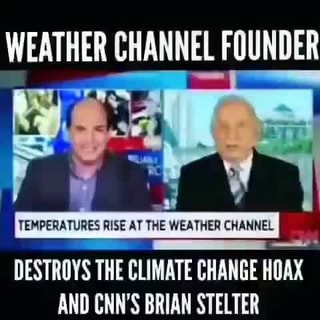 WEATHER CHANNEL FOUNDER
TEMPERATURES RISE AT THE WEATHER CHANNEL
DESTROYS THE CLIMATE CHANGE HOAX
AND CNN'S BRIAN STELTER